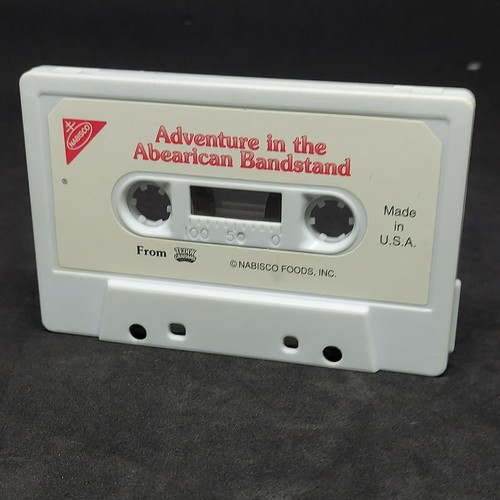 NABISCO
Adventure in the
Abearican Bandstand
®
100 50 0
Made
in
U.S.A.
From
© NABISCO FOODS, INC.